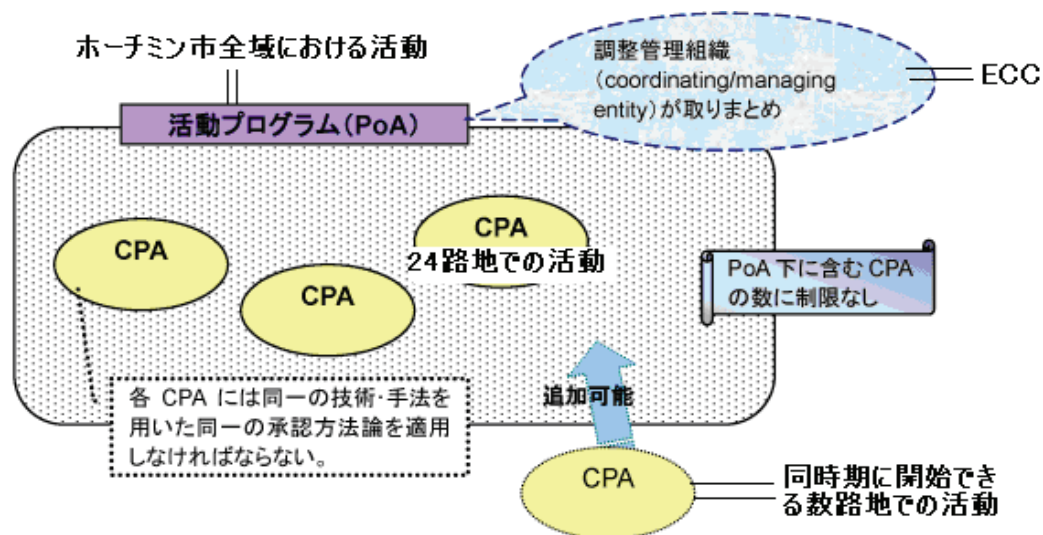 ホーチミン市全域における活動
調整管理組織
(coordinating/managing
entity)が取りまとめ
ECC
活動プログラム(PoA)
CPA
CPA
24路地での活動
CPA
PoA 下に含む CPA
の数に制限なし
各 CPA には同一の技術・手法を
用いた同一の承認方法論を適用
しなければならない。
追加可能
CPA
同時期に開始でき
る数路地での活動